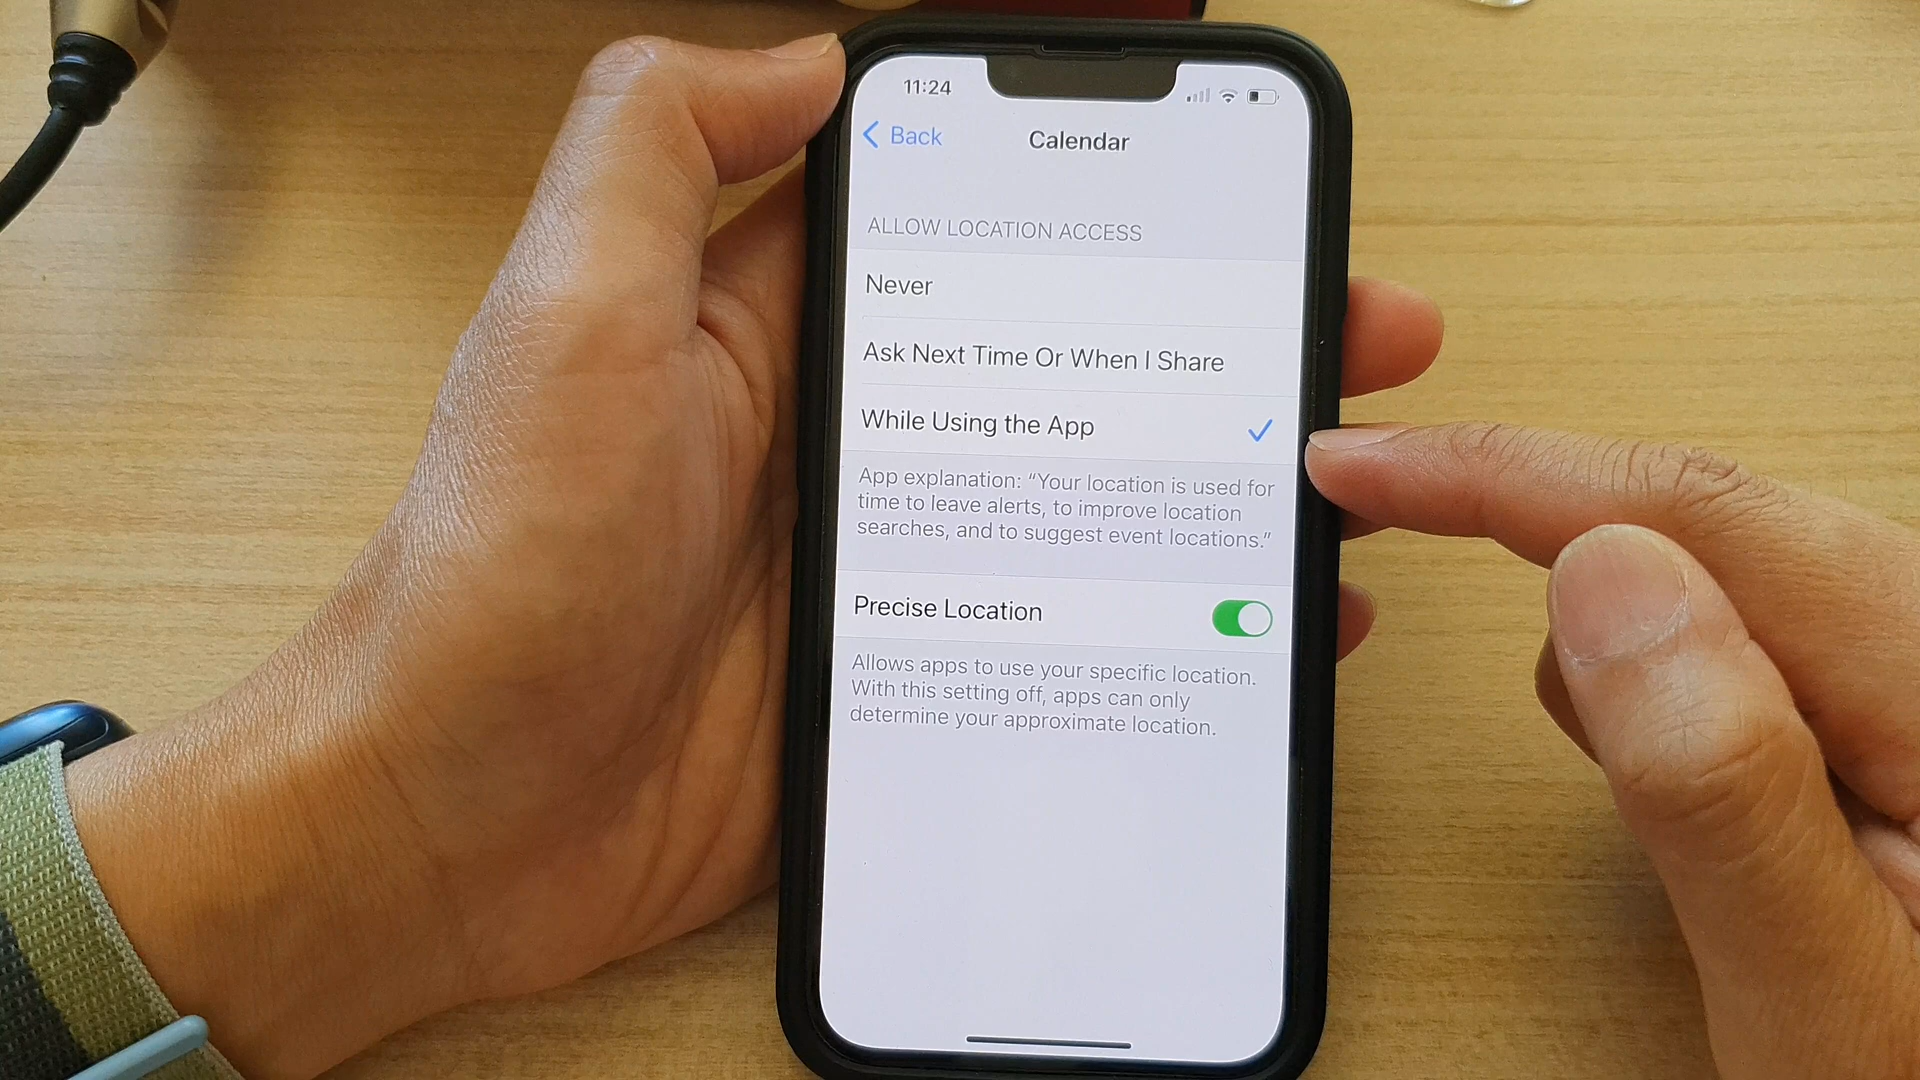 11:24
Back
Calendar
ALLOW LOCATION ACCESS
Never
Ask Next Time Or When I Share
While Using the App
App explanation: “Your location is used for
time to leave alerts, to improve location
searches, and to suggest event locations.”
Precise Location
Allows apps to use your specific location.
With this setting off, apps can only
determine your approximate location.